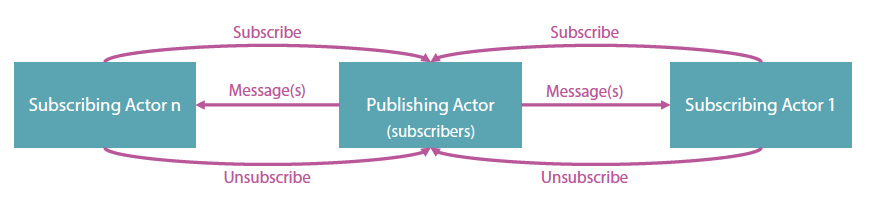 Subscribe
Subscribe
Subscribing Actor n
Message(s)
Publishing Actor
(subscribers)
Message(s)
Subscribing Actor 1
Unsubscribe
Unsubscribe